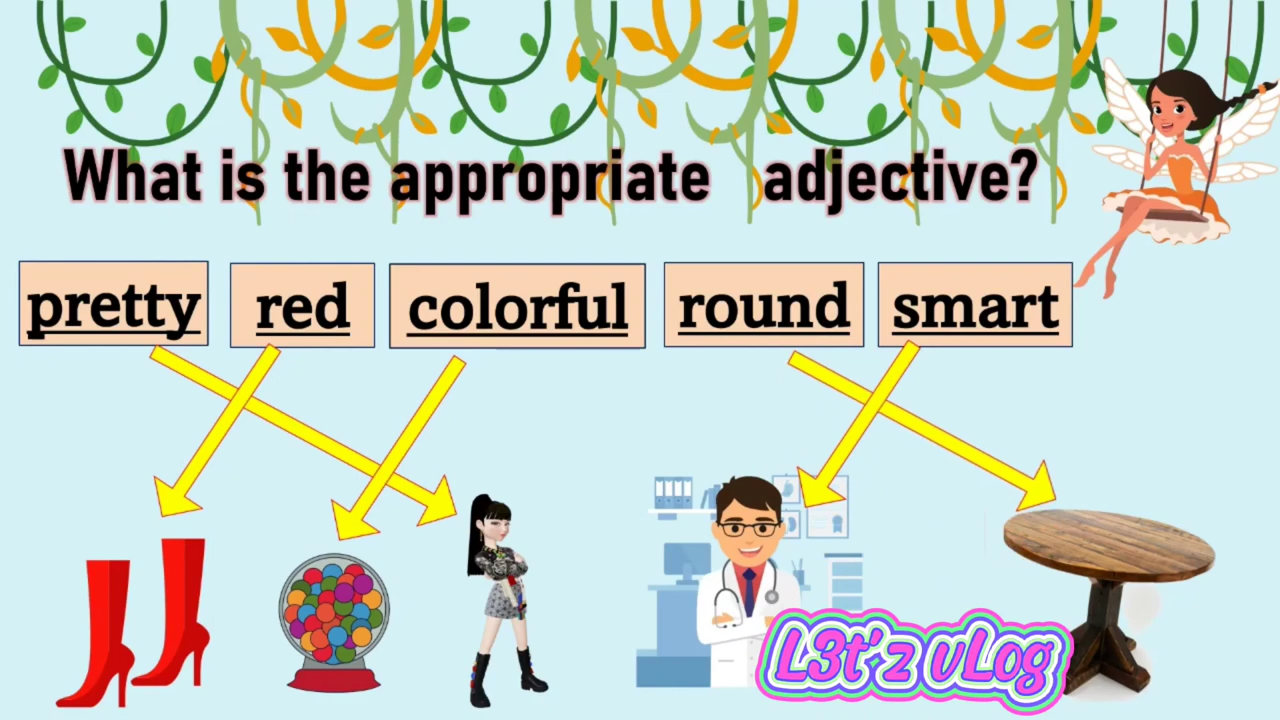 What is the appropriate adjective?
pretty red colorful round smart
L3t'z vLog